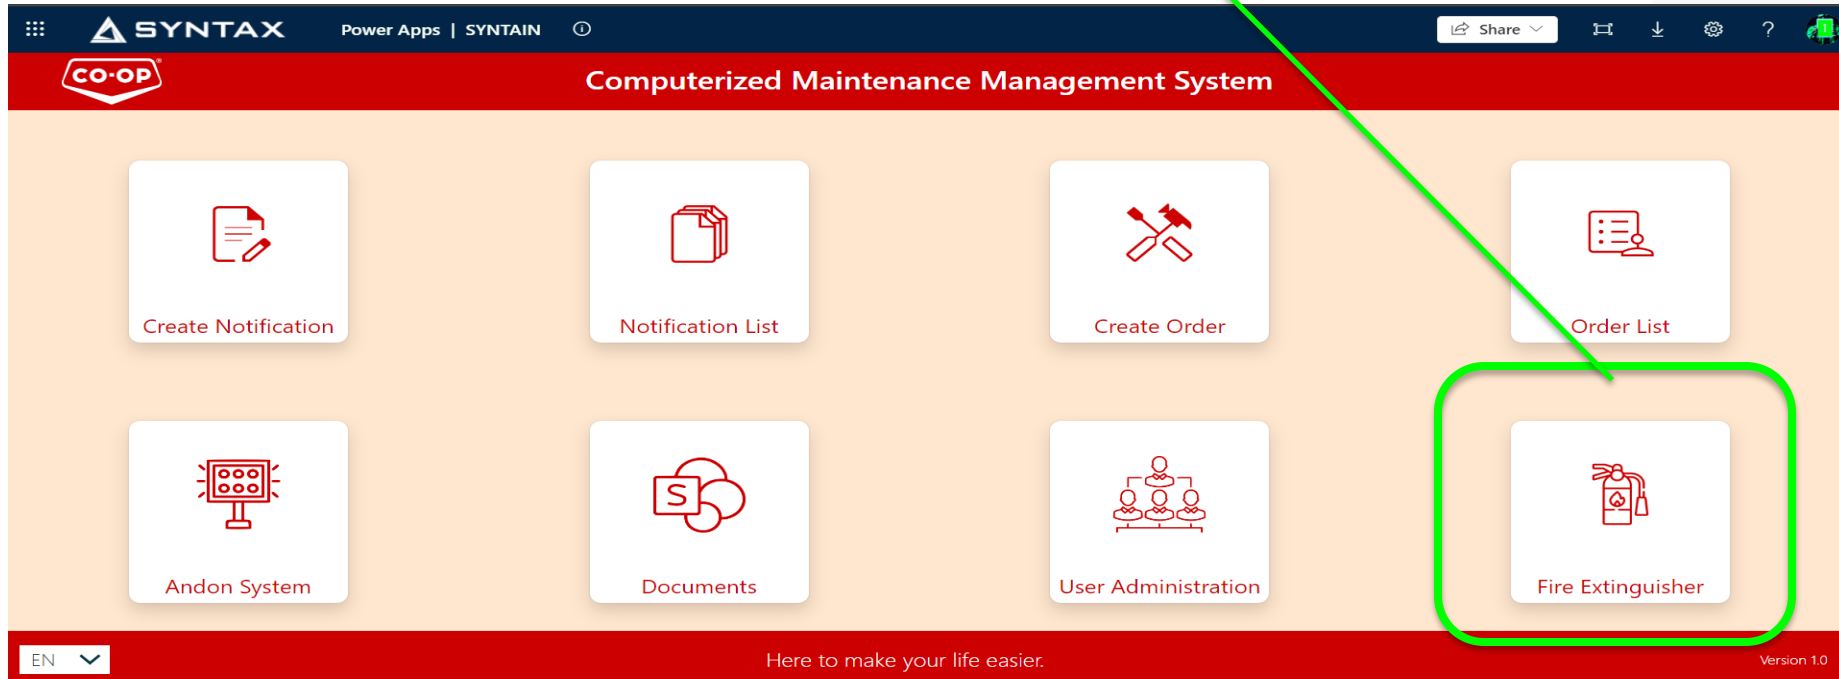 SYNTAX
Power Apps | SYNTAIN
Share
?
1
CO·OP
Computerized Maintenance Management System
Create Notification
Notification List
Create Order
Order List
S
Andon System
Documents
User Administration
Fire Extinguisher
EN
Here to make your life easier.
Version 1.0